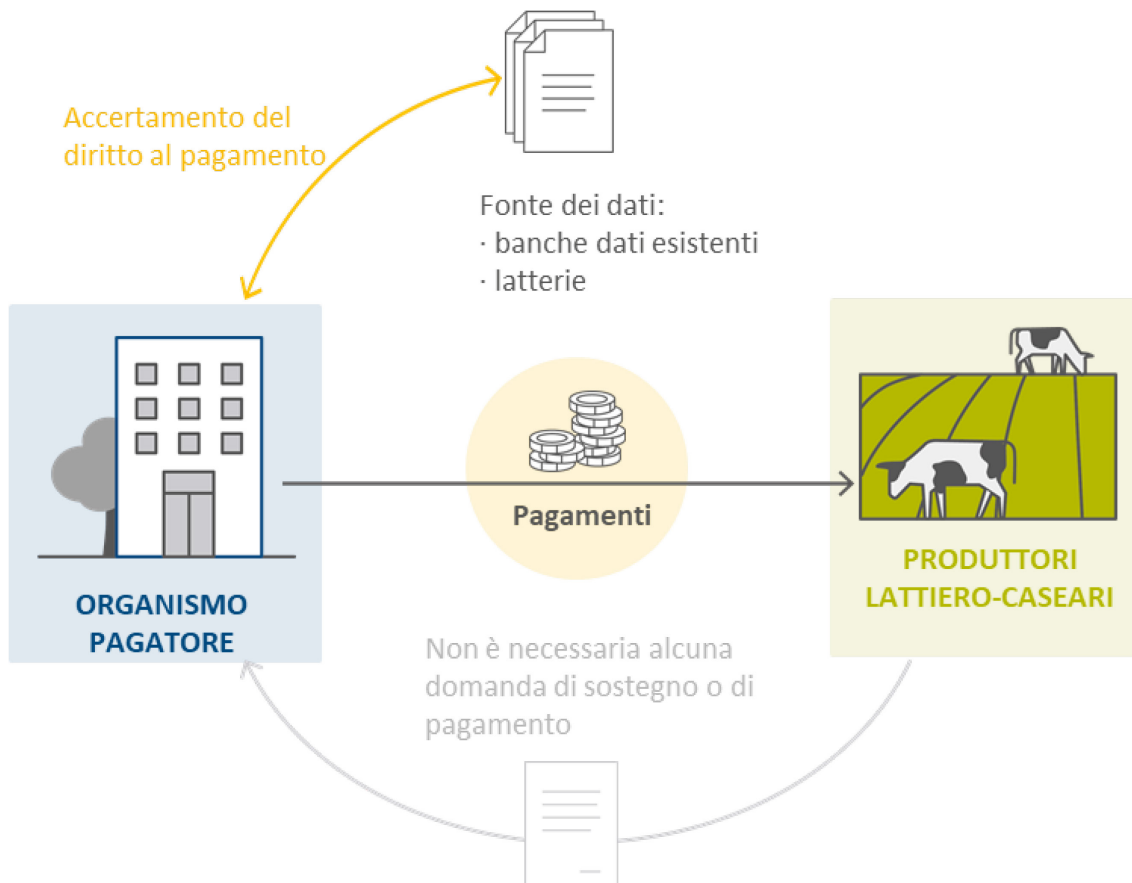 Accertamento del
diritto al pagamento
Fonte dei dati:
· banche dati esistenti
· latterie
Pagamenti
ORGANISMO
PAGATORE
PRODUTTORI
LATTIERO-CASEARI
Non è necessaria alcuna
domanda di sostegno o di
pagamento